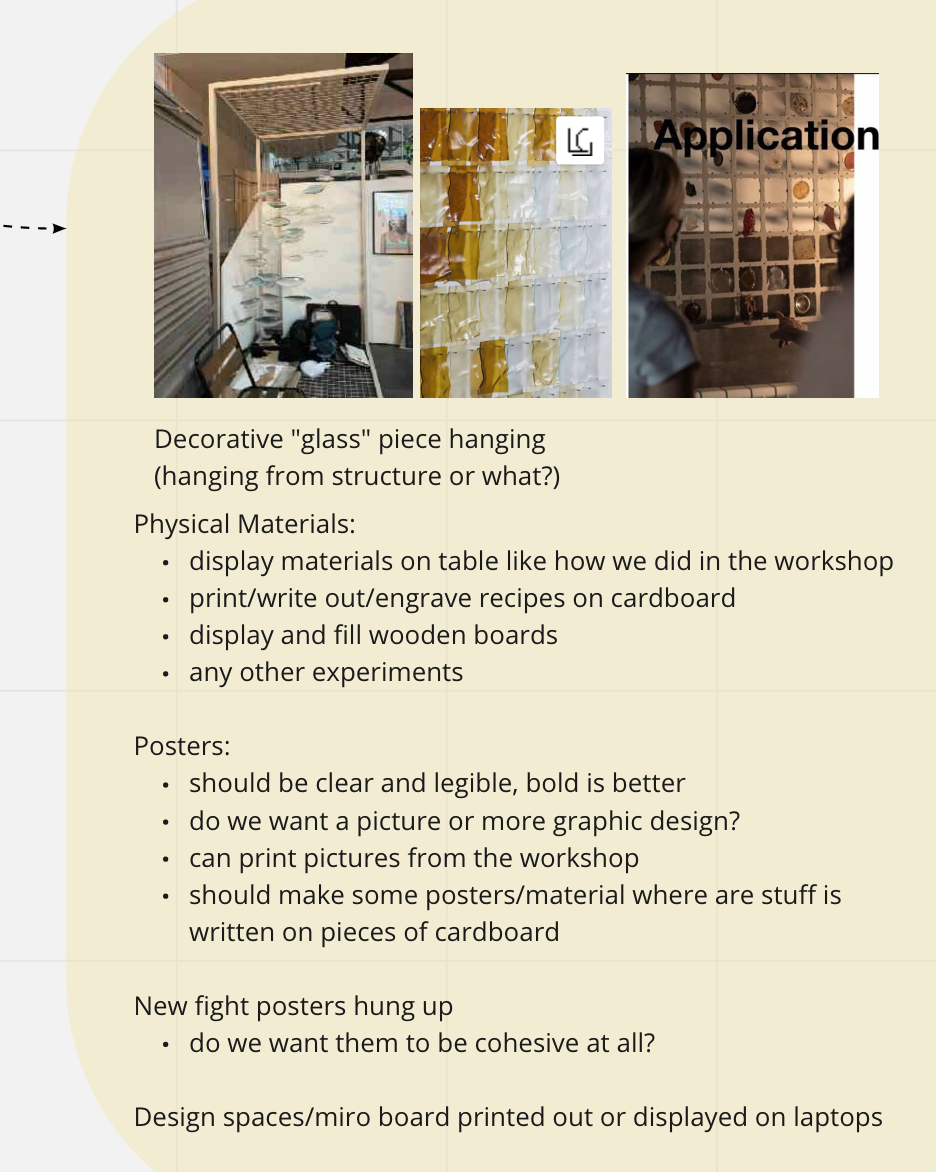 Application
Decorative "glass" piece hanging
(hanging from structure or what?)
Physical Materials:
• display materials on table like how we did in the workshop
• print/write out/engrave recipes on cardboard
• display and fill wooden boards
• any other experiments
Posters:
• should be clear and legible, bold is better
• do we want a picture or more graphic design?
• can print pictures from the workshop
• should make some posters/material where are stuff is
written on pieces of cardboard
New fight posters hung up
• do we want them to be cohesive at all?
Design spaces/miro board printed out or displayed on laptops